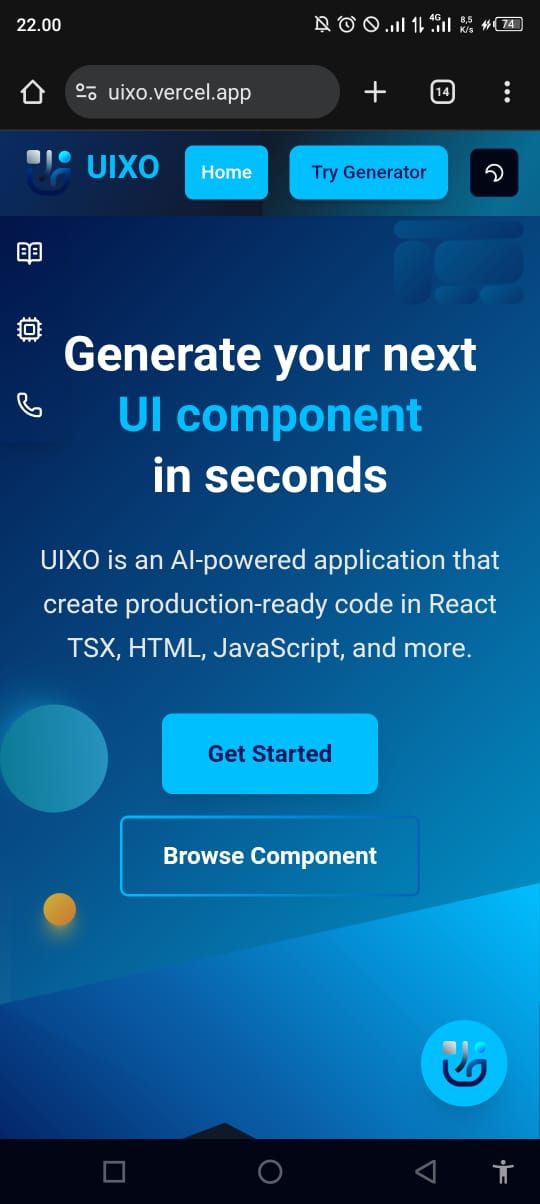 22.00
4G
8,5
K/s
74
uixo.vercel.app
14
UIXO
Home
Try Generator
Generate your next
UI component
in seconds
UIXO is an AI-powered application that
create production-ready code in React
TSX, HTML, JavaScript, and more.
Get Started
Browse Component